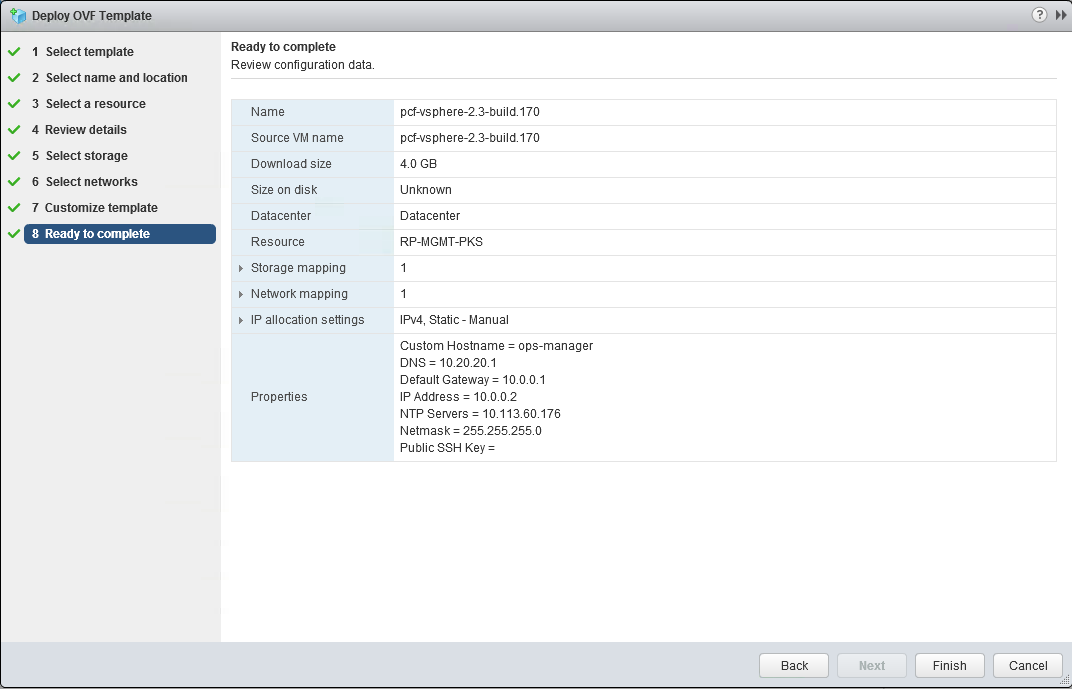 Deploy OVF Template
?
1 Select template
2 Select name and location
3 Select a resource
4 Review details
5 Select storage
6 Select networks
7 Customize template
8 Ready to complete
Ready to complete
Review configuration data.
Name pcf-vsphere-2.3-build.170
Source VM name pcf-vsphere-2.3-build.170
Download size 4.0 GB
Size on disk Unknown
Datacenter Datacenter
Resource RP-MGMT-PKS
Storage mapping 1
Network mapping 1
IP allocation settings IPv4, Static - Manual
Properties
Custom Hostname = ops-manager
DNS = 10.20.20.1
Default Gateway = 10.0.0.1
IP Address = 10.0.0.2
NTP Servers = 10.113.60.176
Netmask = 255.255.255.0
Public SSH Key =
Back Next Finish Cancel